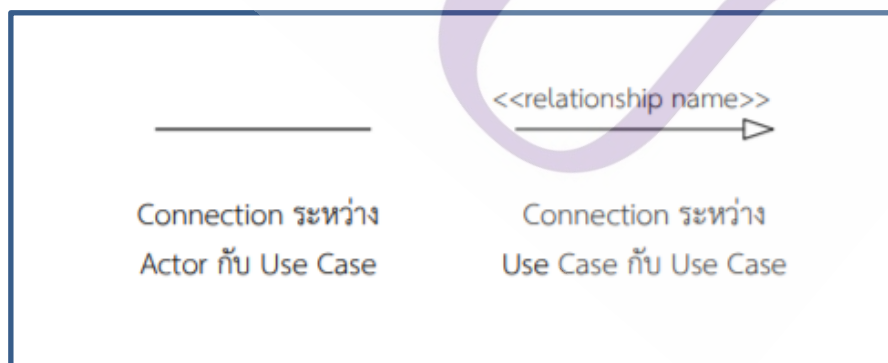 <<relationship name>>
Connection ระหว่าง
Actor กับ Use Case
Connection ระหว่าง
Use Case กับ Use Case